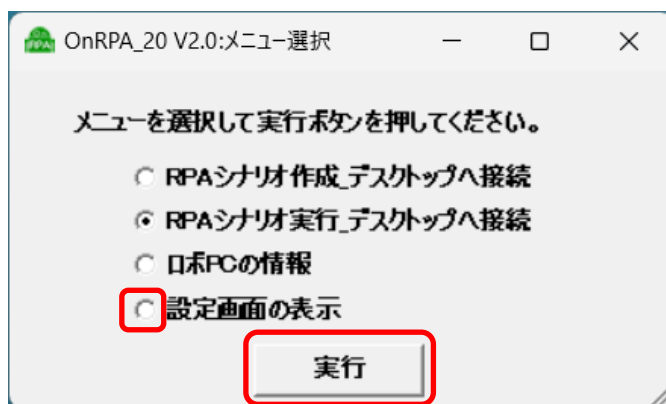 OnRPA_20 V2.0:メニュー選択
メニューを選択して実行ボタンを押してください。
RPAシナリオ作成_デスクトップへ接続
RPAシナリオ実行_デスクトップへ接続
ロボPCの情報
設定画面の表示
実行